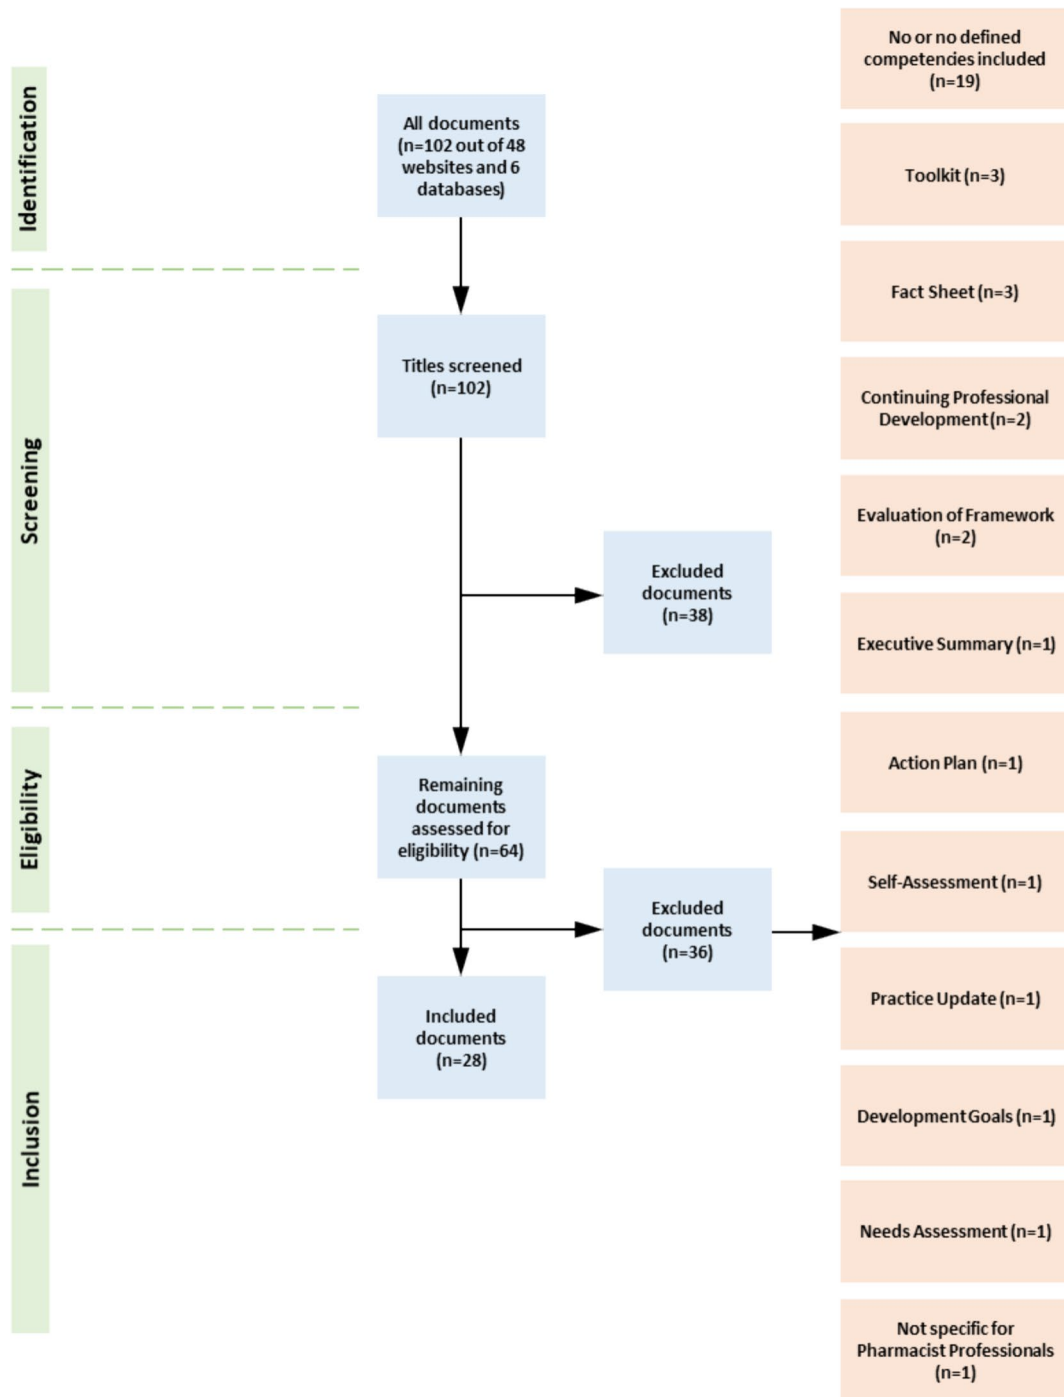 Identification
All documents
(n=102 out of 48
websites and 6
databases)
Screening
Titles screened
(n=102)
Excluded
documents
(n=38)
Eligibility
Remaining
documents
assessed for
eligibility (n=64)
Excluded
documents
(n=36)
Inclusion
Included
documents
(n=28)
No or no defined
competencies included
(n=19)
Toolkit (n=3)
Fact Sheet (n=3)
Continuing Professional
Development (n=2)
Evaluation of Framework
(n=2)
Executive Summary (n=1)
Action Plan (n=1)
Self-Assessment (n=1)
Practice Update (n=1)
Development Goals (n=1)
Needs Assessment (n=1)
Not specific for
Pharmacist Professionals
(n=1)